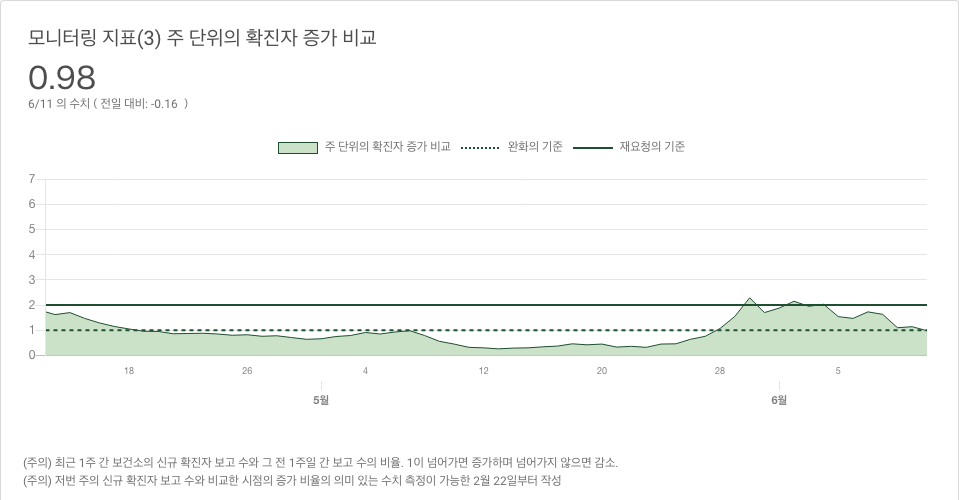 모니터링 지표(3) 주 단위의 확진자 증가 비교
0.98
6/11 의 수치 ( 전일 대비: -0.16 )
주 단위의 확진자 증가 비교 완화의 기준 재요청의 기준
7
6
5
4
3
2
1
0
18 26 4 12 20 28 5
5월 6월
(주의) 최근 1주 간 보건소의 신규 확진자 보고 수와 그 전 1주일 간 보고 수의 비율. 1이 넘어가면 증가하며 넘어가지 않으면 감소.
(주의) 저번 주의 신규 확진자 보고 수와 비교한 시점의 증가 비율의 의미 있는 수치 측정이 가능한 2월 22일부터 작성